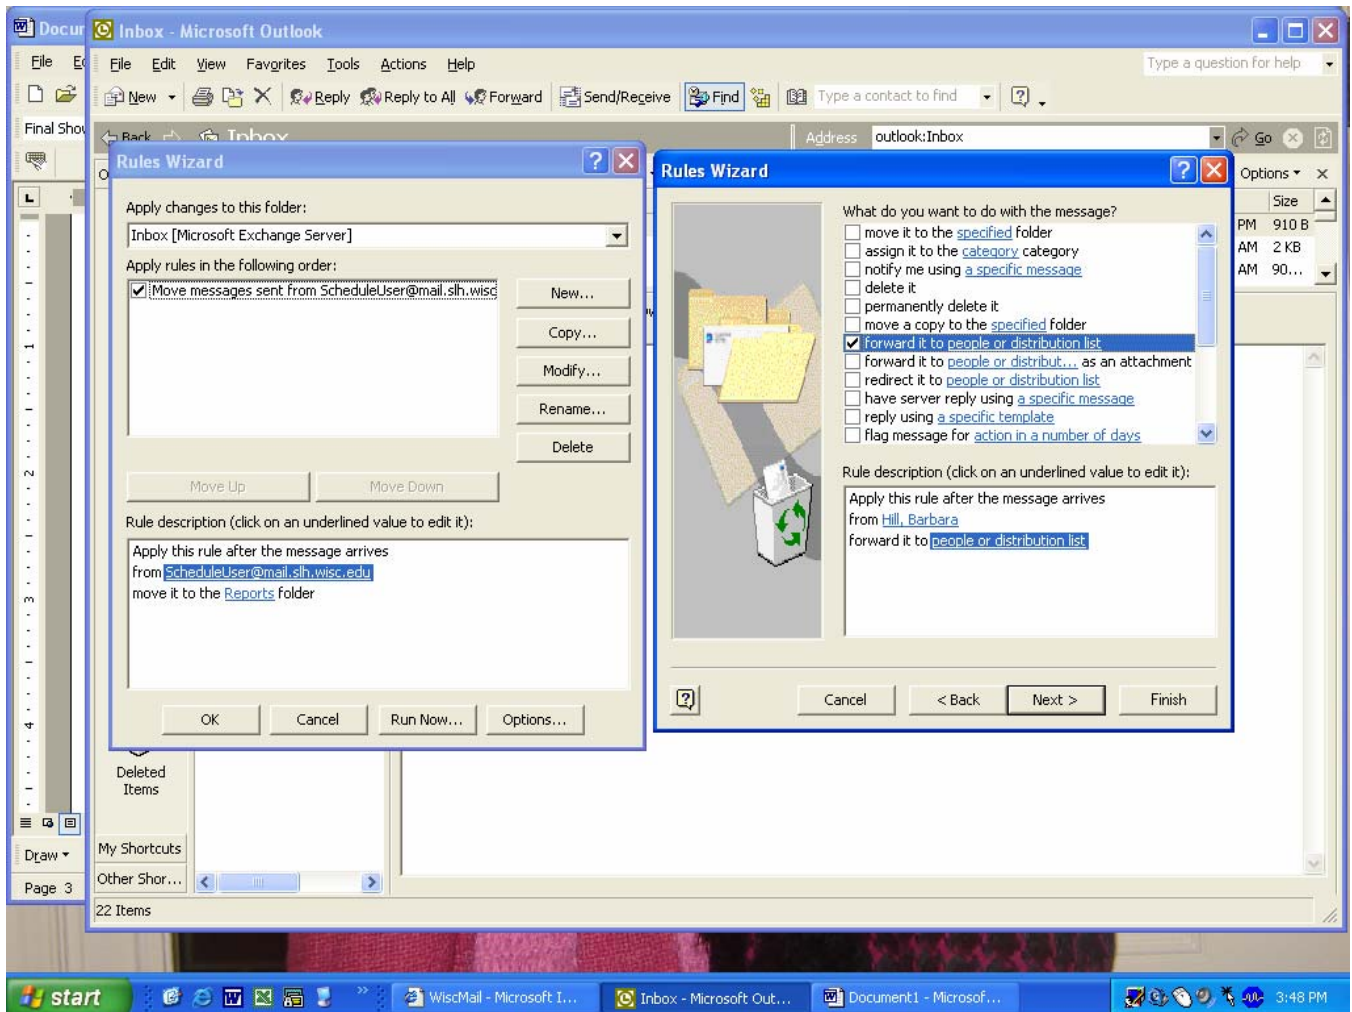 Docur
Inbox - Microsoft Outlook
File
File Edit View Favorites Tools Actions Help
Type a question for help
New Reply Reply to All Forward Send/Receive Find Type a contact to find
Final Shov
Back Inbox
Address outlook:Inbox Go
Options
Size
PM 910 B
AM 2 KB
AM 90...
Rules Wizard
Apply changes to this folder:
Inbox [Microsoft Exchange Server]
Apply rules in the following order:
Move messages sent from ScheduleUser@mail.slh.wisc
New...
Copy...
Modify...
Rename...
Delete
Move Up Move Down
Rule description (click on an underlined value to edit it):
Apply this rule after the message arrives
from ScheduleUser@mail.slh.wisc.edu
move it to the Reports folder
OK Cancel Run Now... Options...
Rules Wizard
What do you want to do with the message?
move it to the specified folder
assign it to the category category
notify me using a specific message
delete it
permanently delete it
move a copy to the specified folder
forward it to people or distribution list
forward it to people or distribut... as an attachment
redirect it to people or distribution list
have server reply using a specific message
reply using a specific template
flag message for action in a number of days
Rule description (click on an underlined value to edit it):
Apply this rule after the message arrives
from Hill, Barbara
forward it to people or distribution list
Cancel < Back Next > Finish
Deleted
Items
My Shortcuts
Other Shor...
22 Items
1
2
3
4
Draw
Page 3
start
WiscMail - Microsoft I...
Inbox - Microsoft Out...
Document1 - Microsof...
3:48 PM